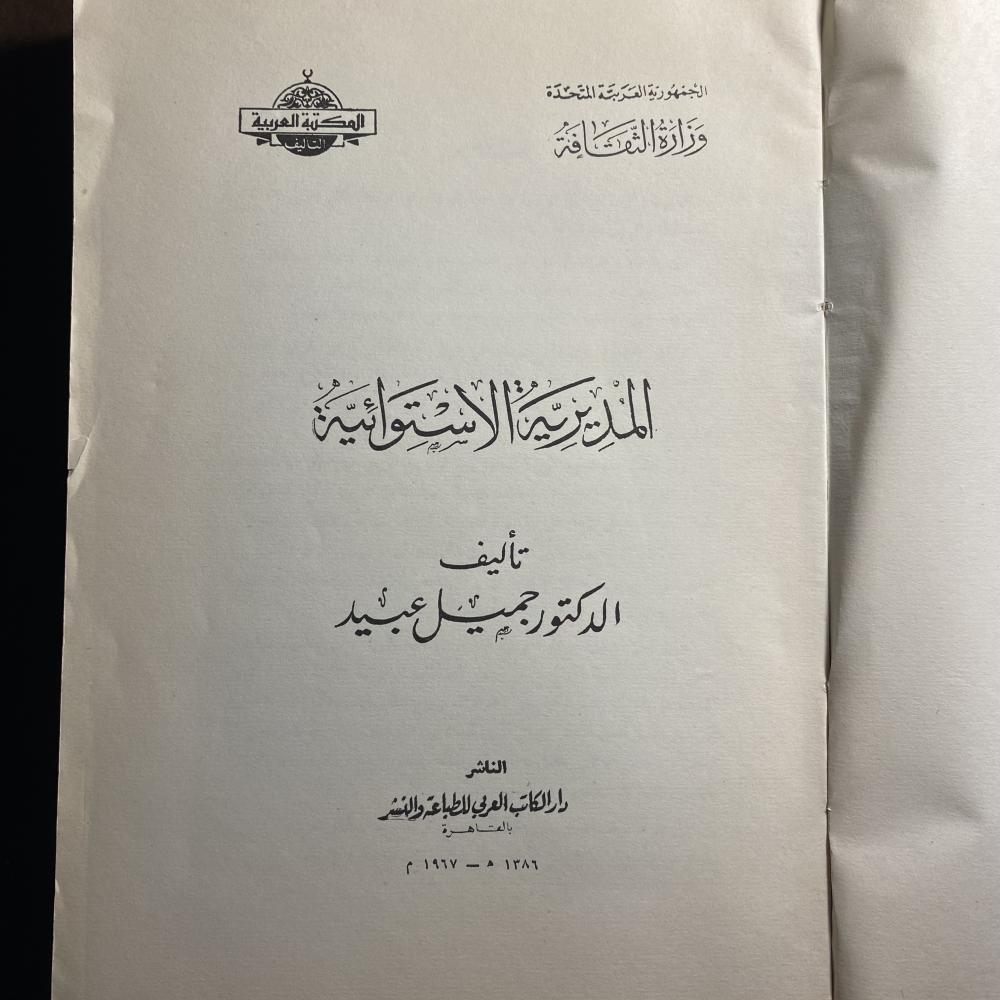 الجمهورية العربية المتحدة
وزارة الثقافة
المكتبة العربية
التأليف
المديرية الاستوائية
تأليف
الدكتور جميل عبيد
الناشر
دار الكاتب العربي للطباعة والنشر
بالقاهرة
١٣٨٦ ه — ١٩٦٧ م